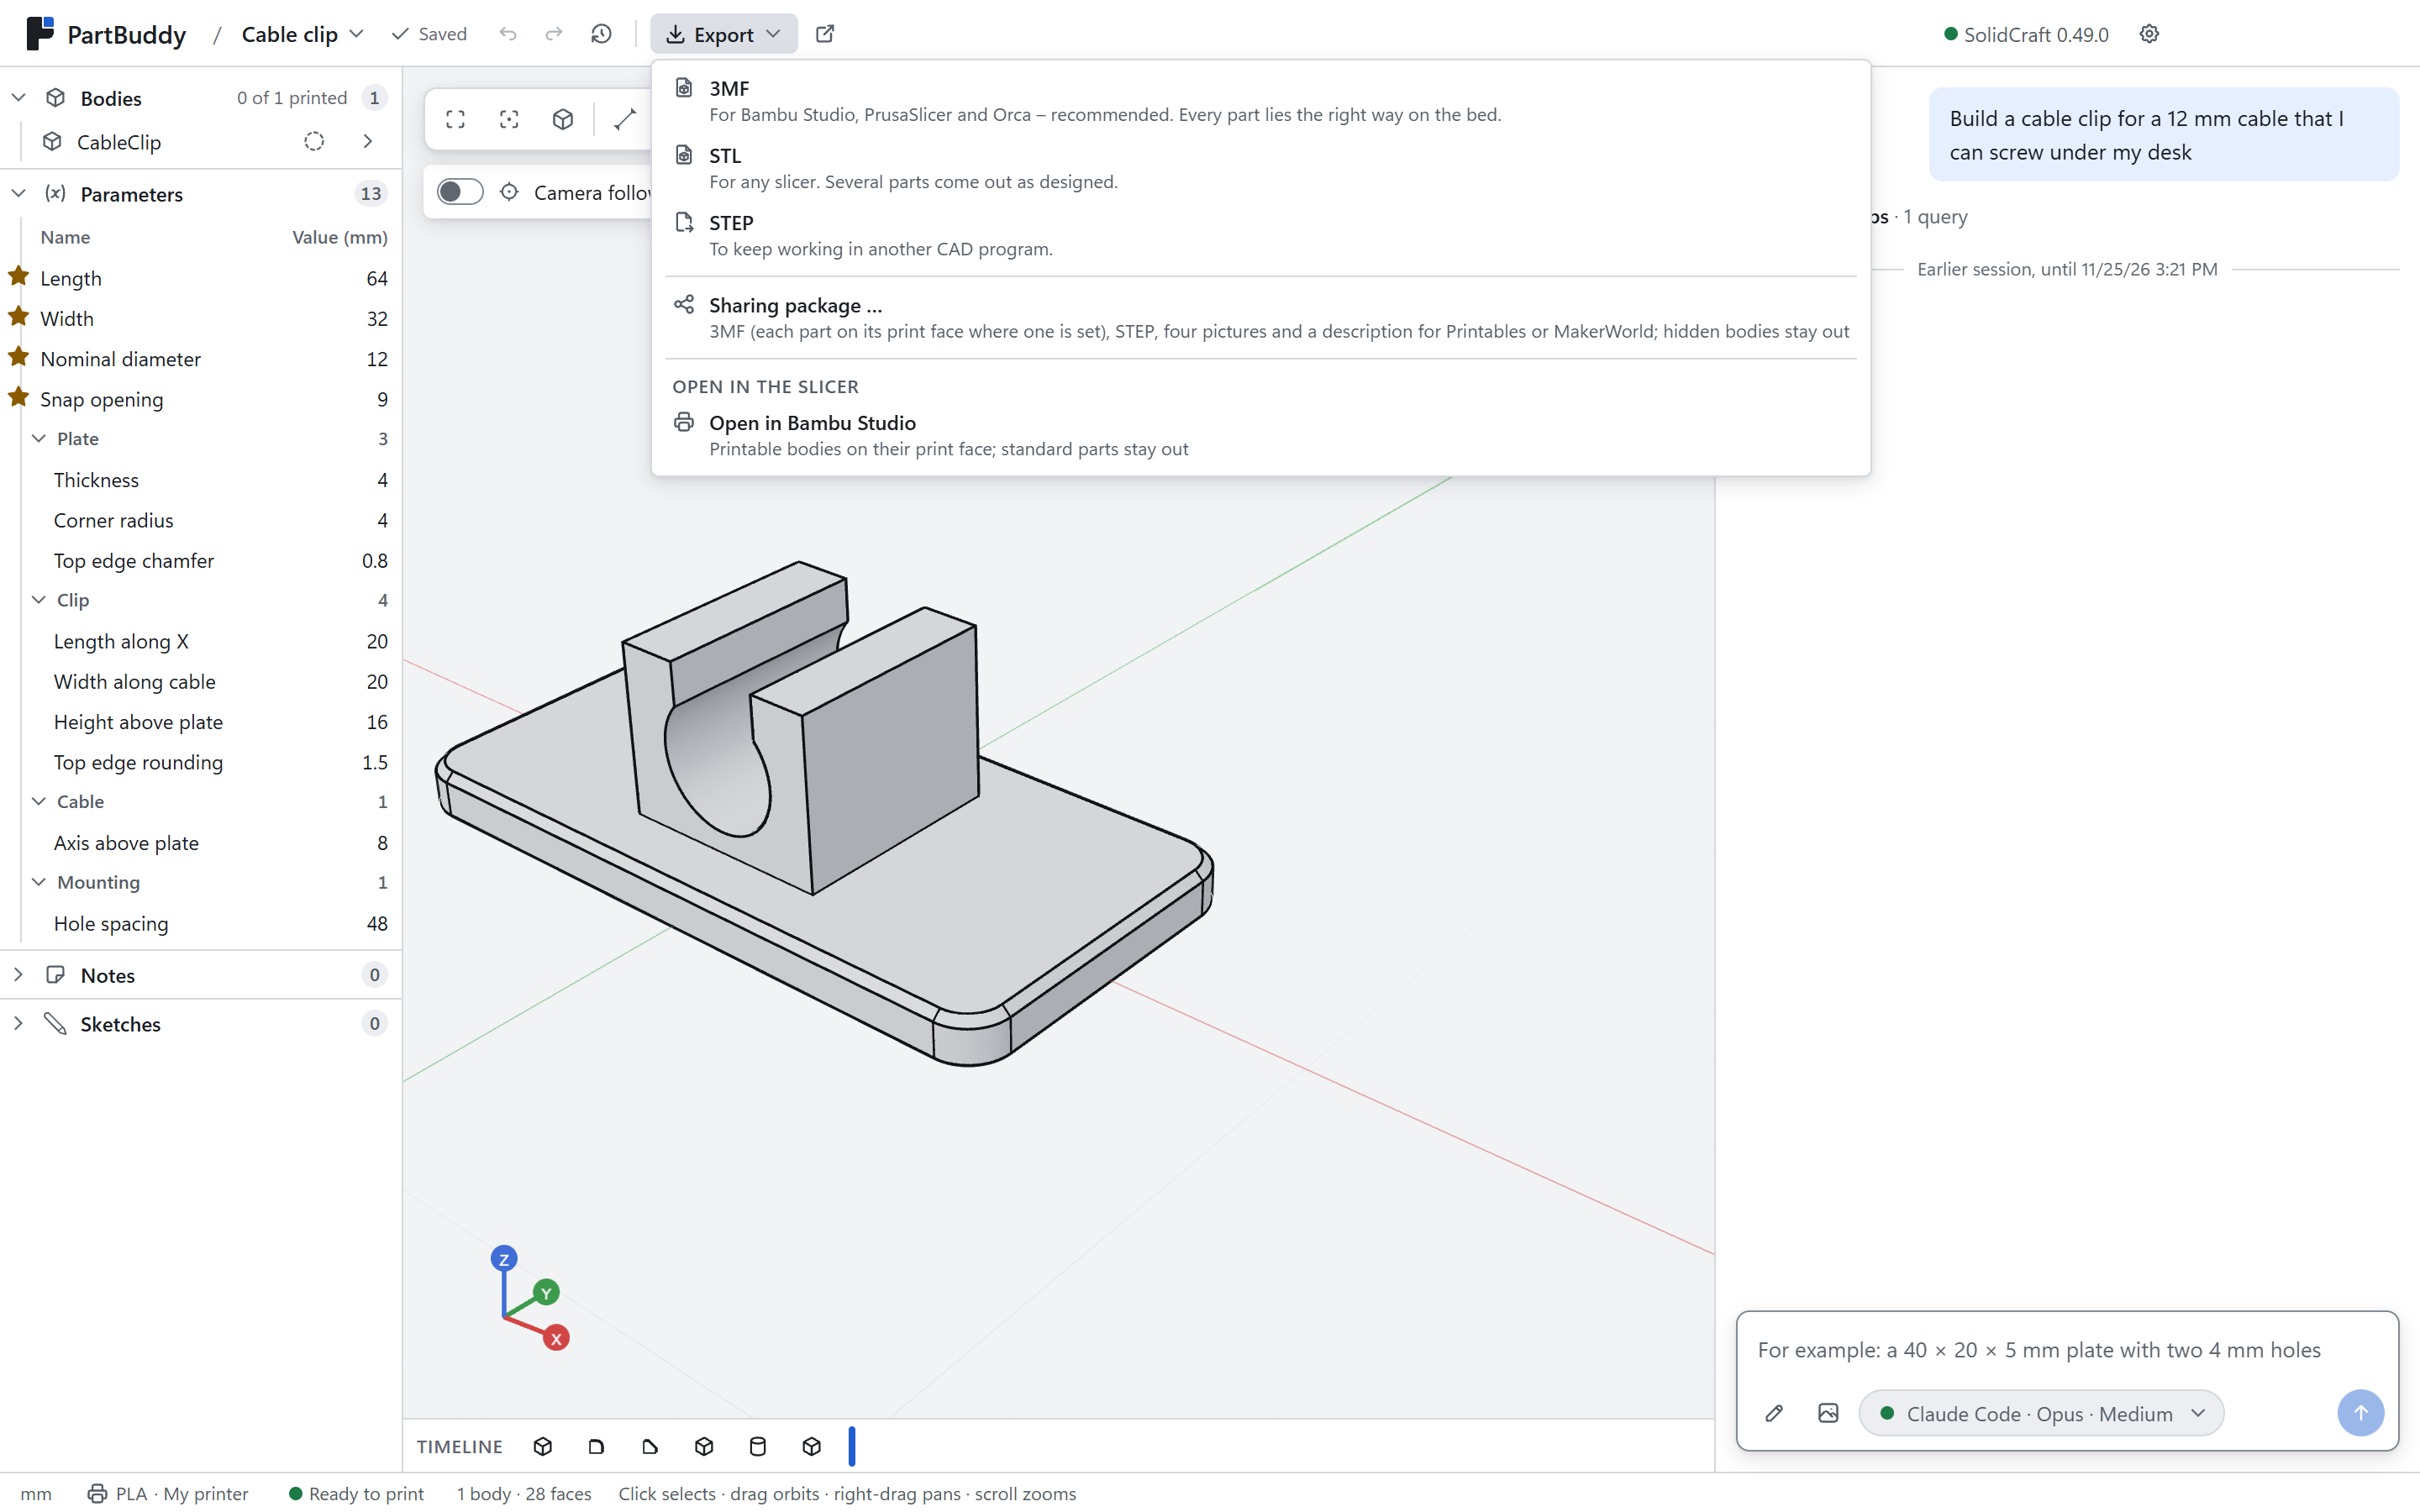 PartBuddy / Cable clip
Saved
Export
SolidCraft 0.49.0
Bodies 0 of 1 printed 1
CableClip
Parameters 13
Name Value (mm)
Length 64
Width 32
Nominal diameter 12
Snap opening 9
Plate 3
Thickness 4
Corner radius 4
Top edge chamfer 0.8
Clip 4
Length along X 20
Width along cable 20
Height above plate 16
Top edge rounding 1.5
Cable 1
Axis above plate 8
Mounting 1
Hole spacing 48
Notes 0
Sketches 0
Camera follow
3MF
For Bambu Studio, PrusaSlicer and Orca – recommended. Every part lies the right way on the bed.
STL
For any slicer. Several parts come out as designed.
STEP
To keep working in another CAD program.
Sharing package ...
3MF (each part on its print face where one is set), STEP, four pictures and a description for Printables or MakerWorld; hidden bodies stay out
OPEN IN THE SLICER
Open in Bambu Studio
Printable bodies on their print face; standard parts stay out
Z
Y
X
TIMELINE
Build a cable clip for a 12 mm cable that I
can screw under my desk
ps · 1 query
Earlier session, until 11/25/26 3:21 PM
For example: a 40 × 20 × 5 mm plate with two 4 mm holes
Claude Code · Opus · Medium
mm
PLA · My printer
Ready to print
1 body · 28 faces
Click selects · drag orbits · right-drag pans · scroll zooms